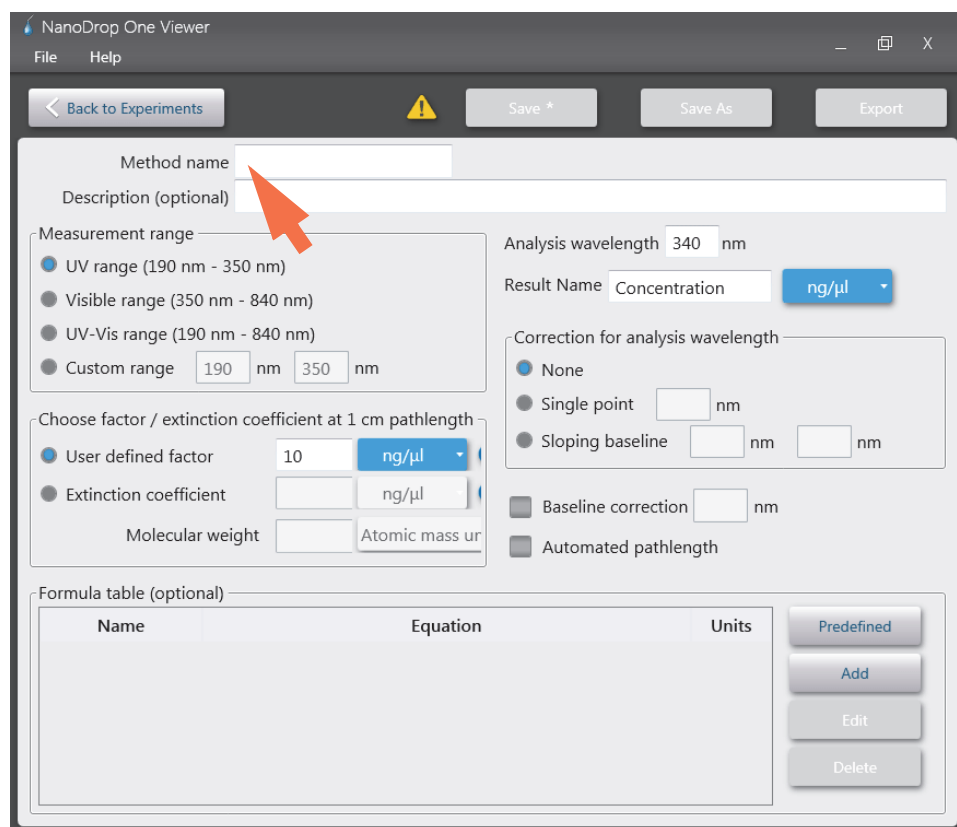 NanoDrop One Viewer
File Help
_ X
Back to Experiments Save * Save As Export
Method name
Description (optional)
Measurement range
UV range (190 nm - 350 nm)
Visible range (350 nm - 840 nm)
UV-Vis range (190 nm - 840 nm)
Custom range 190 nm 350 nm
Analysis wavelength 340 nm
Result Name Concentration ng/µl
Correction for analysis wavelength
None
Single point nm
Sloping baseline nm nm
Choose factor / extinction coefficient at 1 cm pathlength
User defined factor 10 ng/µl
Extinction coefficient ng/µl
Molecular weight Atomic mass un
Baseline correction nm
Automated pathlength
Formula table (optional)
Name Equation Units
Predefined
Add
Edit
Delete